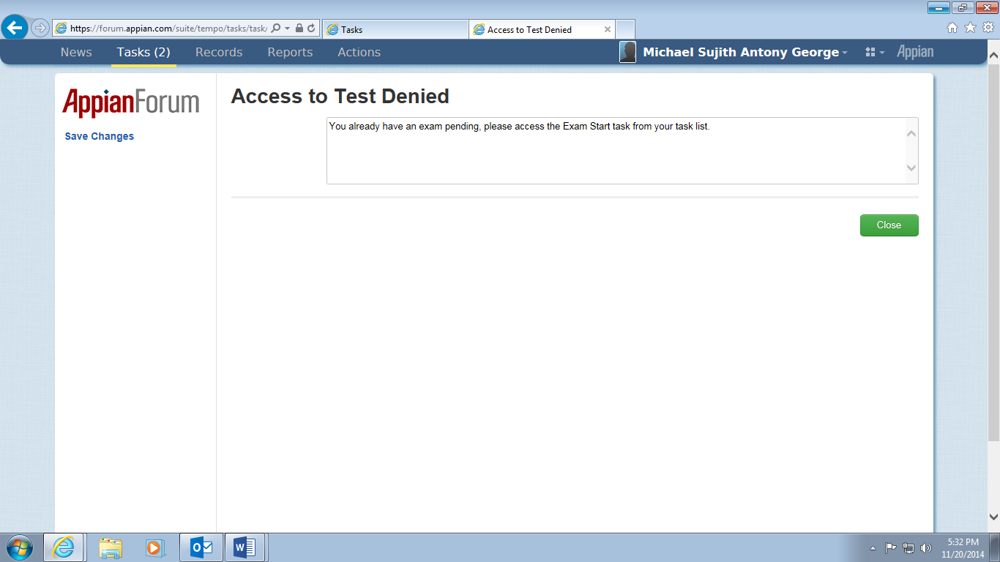 https://forum.appian.com/suite/tempo/tasks/task/
Tasks
Access to Test Denied
News
Tasks (2)
Records
Reports
Actions
Michael Sujith Antony George
Appian
AppianForum
Save Changes
Access to Test Denied
You already have an exam pending, please access the Exam Start task from your task list.
Close
5:32 PM
11/20/2014